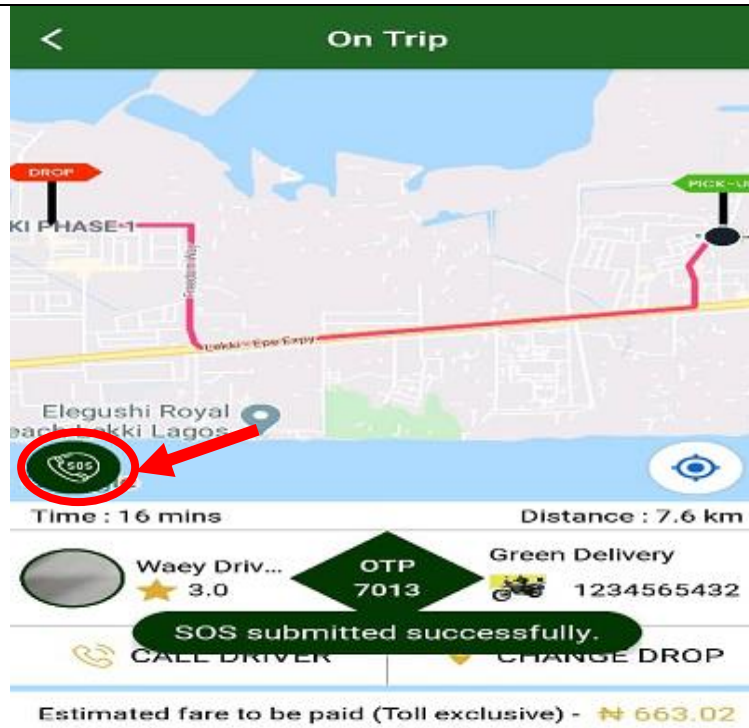 On Trip
DROP
PICK-U
KI PHASE-1
Freedom Way
Lekki - Epe Expy
Elegushi Royal
each Lekki Lagos
SOS
Time : 16 mins
Distance : 7.6 km
Waey Driv...
OTP
Green Delivery
3.0
7013
1234565432
SOS submitted successfully.
CALL DRIVER
CHANGE DROP
Estimated fare to be paid (Toll exclusive) - ₦ 663.02